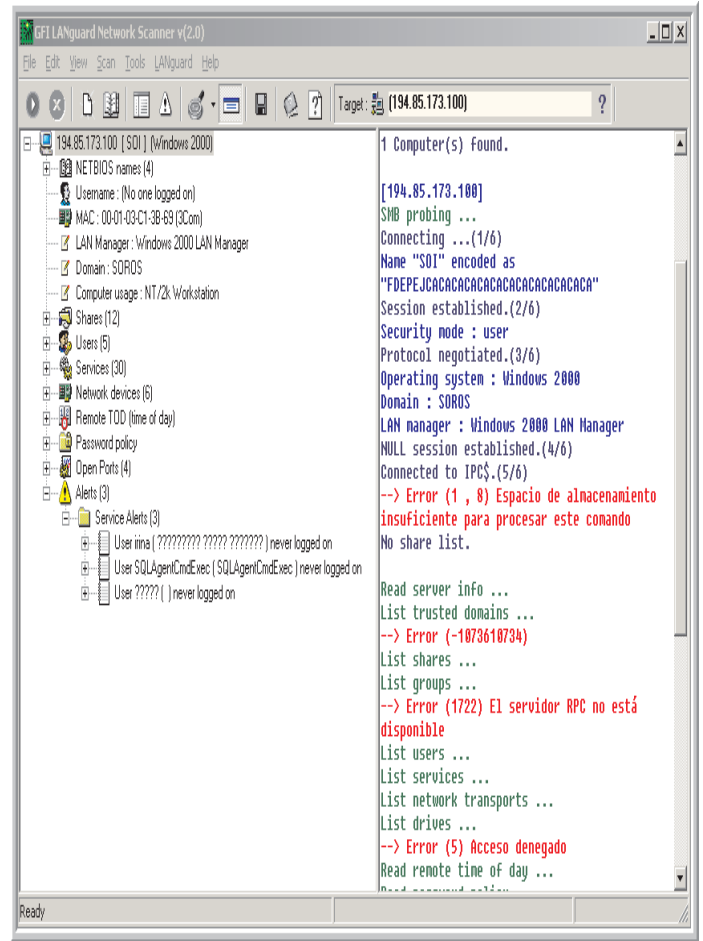 GFI LANguard Network Scanner v(2.0)
File Edit View Scan Tools LANguard Help
Target: (194.85.173.100) ?
194.85.173.100 [ SOI ] (Windows 2000)
NETBIOS names (4)
Username : (No one logged on)
MAC : 00-01-03-C1-3B-69 (3Com)
LAN Manager : Windows 2000 LAN Manager
Domain : SOROS
Computer usage : NT/2k Workstation
Shares (12)
Users (5)
Services (30)
Network devices (6)
Remote TOD (time of day)
Password policy
Open Ports (4)
Alerts (3)
Service Alerts (3)
User irina ( ????????? ????? ??????? ) never logged on
User SQLAgentCmdExec ( SQLAgentCmdExec ) never logged on
User ????? ( ) never logged on
1 Computer(s) found.
[194.85.173.100]
SMB probing ...
Connecting ...(1/6)
Name "SOI" encoded as
"FDEPEJCACACACACACACACACACACACACA"
Session established.(2/6)
Security mode : user
Protocol negotiated.(3/6)
Operating system : Windows 2000
Domain : SOROS
LAN manager : Windows 2000 LAN Manager
NULL session established.(4/6)
Connected to IPC$.(5/6)
--> Error (1 , 8) Espacio de almacenamiento
insuficiente para procesar este comando
No share list.
Read server info ...
List trusted domains ...
--> Error (-1073610734)
List shares ...
List groups ...
--> Error (1722) El servidor RPC no está
disponible
List users ...
List services ...
List network transports ...
List drives ...
--> Error (5) Acceso denegado
Read remote time of day ...
Read password policy
Ready